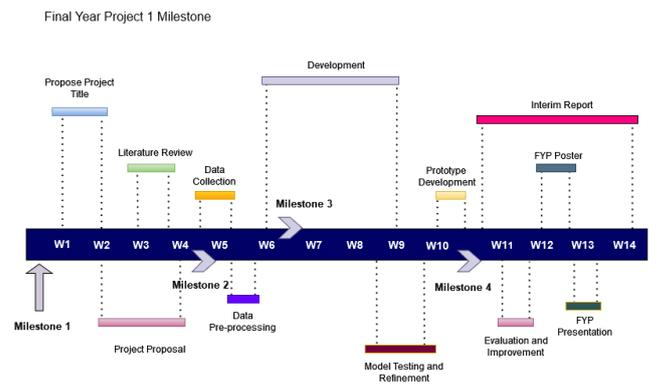 Final Year Project 1 Milestone
Development
Propose Project
Title
Interim Report
Literature Review
Data
Collection
Prototype
Development
FYP Poster
Milestone 3
W1 W2 W3 W4 W5 W6 W7 W8 W9 W10 W11 W12 W13 W14
Milestone 2
Milestone 4
Milestone 1
Data
Pre-processing
Project Proposal
FYP
Presentation
Evaluation and
Improvement
Model Testing and
Refinement